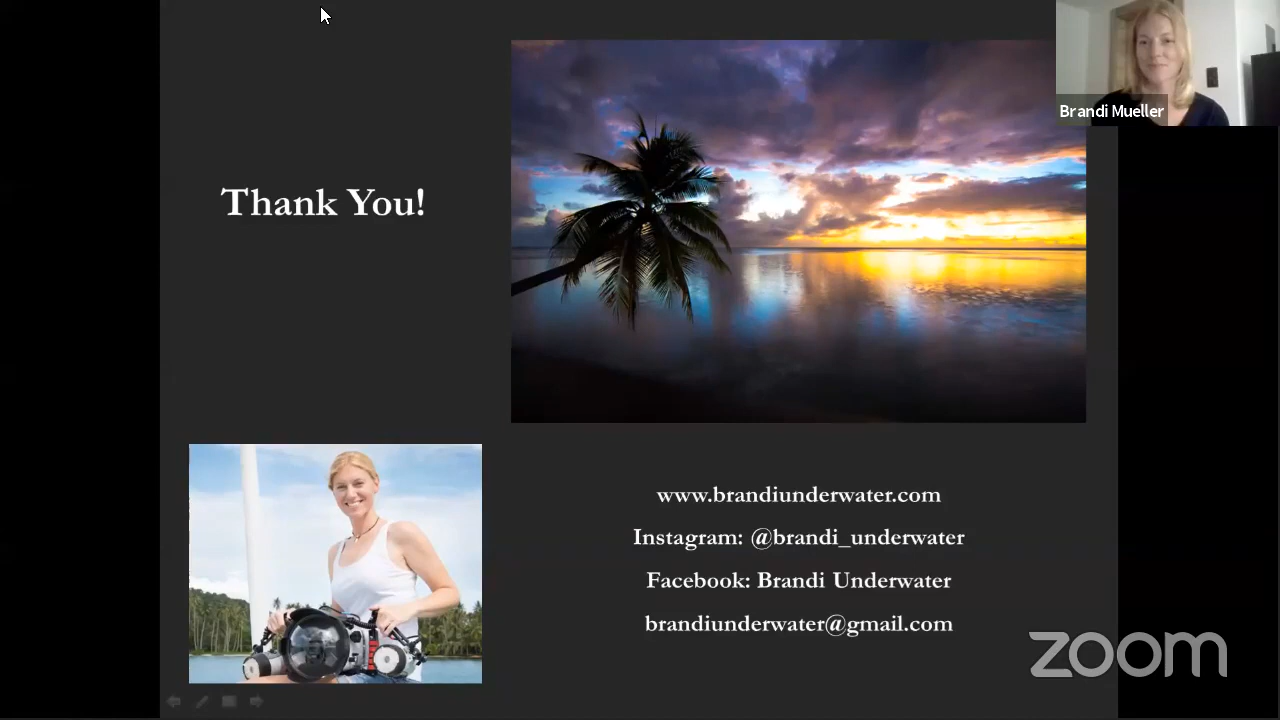 Brandi Mueller
Thank You!
www.brandiunderwater.com
Instagram: @brandi_underwater
Facebook: Brandi Underwater
brandiunderwater@gmail.com
zoom